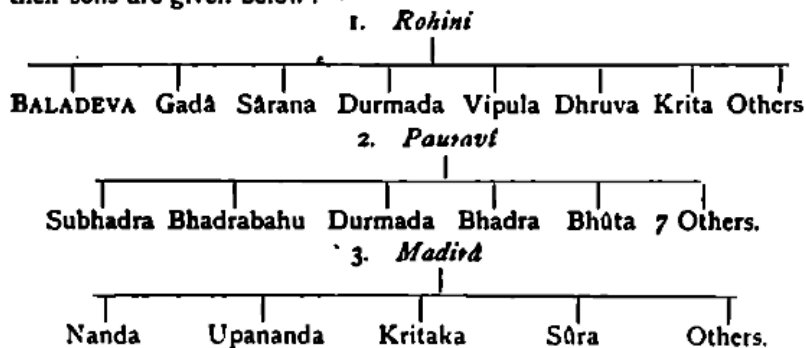 their sons are given below :
1. Rohini
BALADEVA Gadâ Sârana Durmada Vipula Dhruva Krita Others
2. Pauravî
Subhadra Bhadrabahu Durmada Bhadra Bhûta 7 Others.
3. Madirâ
Nanda Upananda Kritaka Sûra Others.